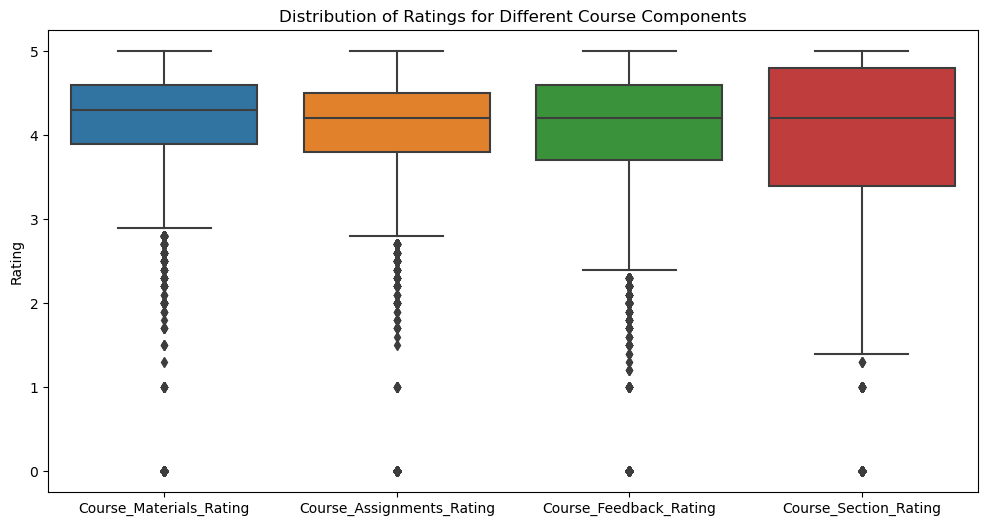 Distribution of Ratings for Different Course Components
5
4
3
2
1
0
Rating
Course_Materials_Rating
Course_Assignments_Rating
Course_Feedback_Rating
Course_Section_Rating